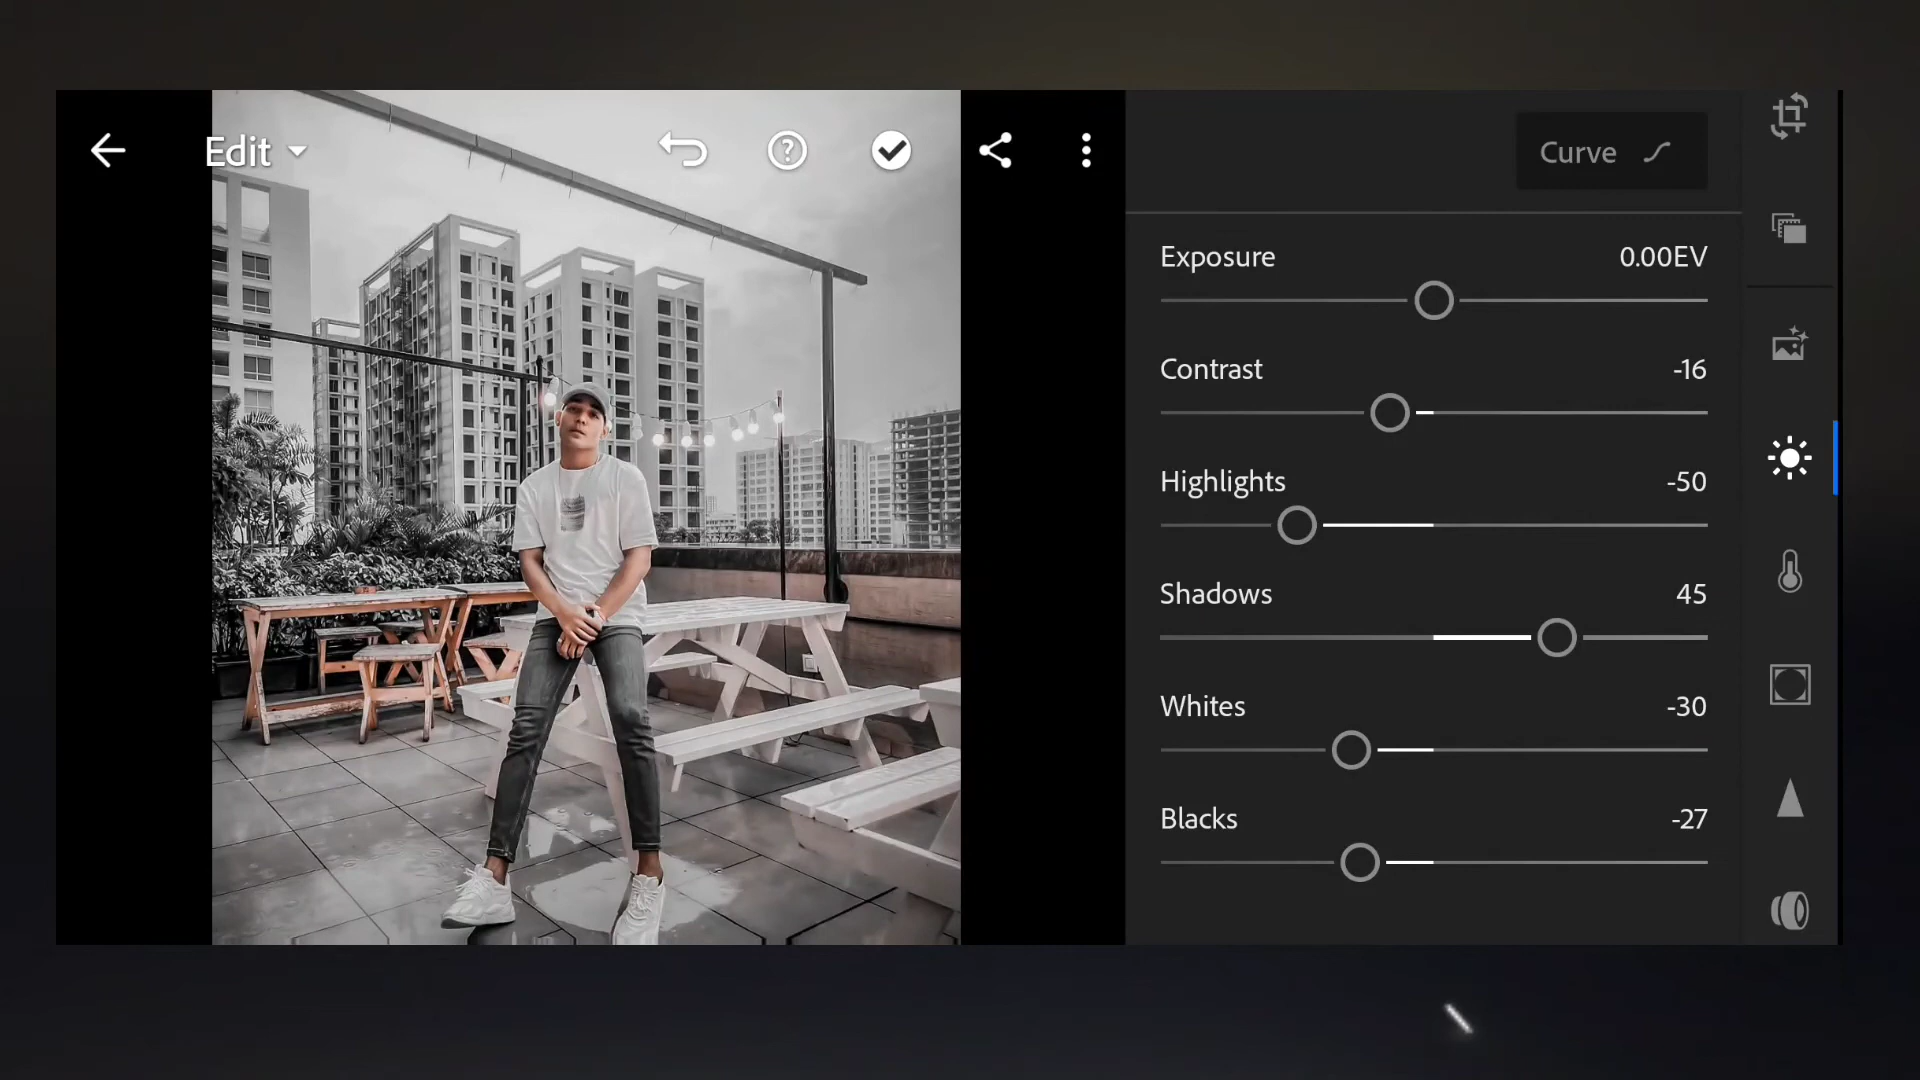 Edit
Curve
Exposure 0.00EV
Contrast -16
Highlights -50
Shadows 45
Whites -30
Blacks -27